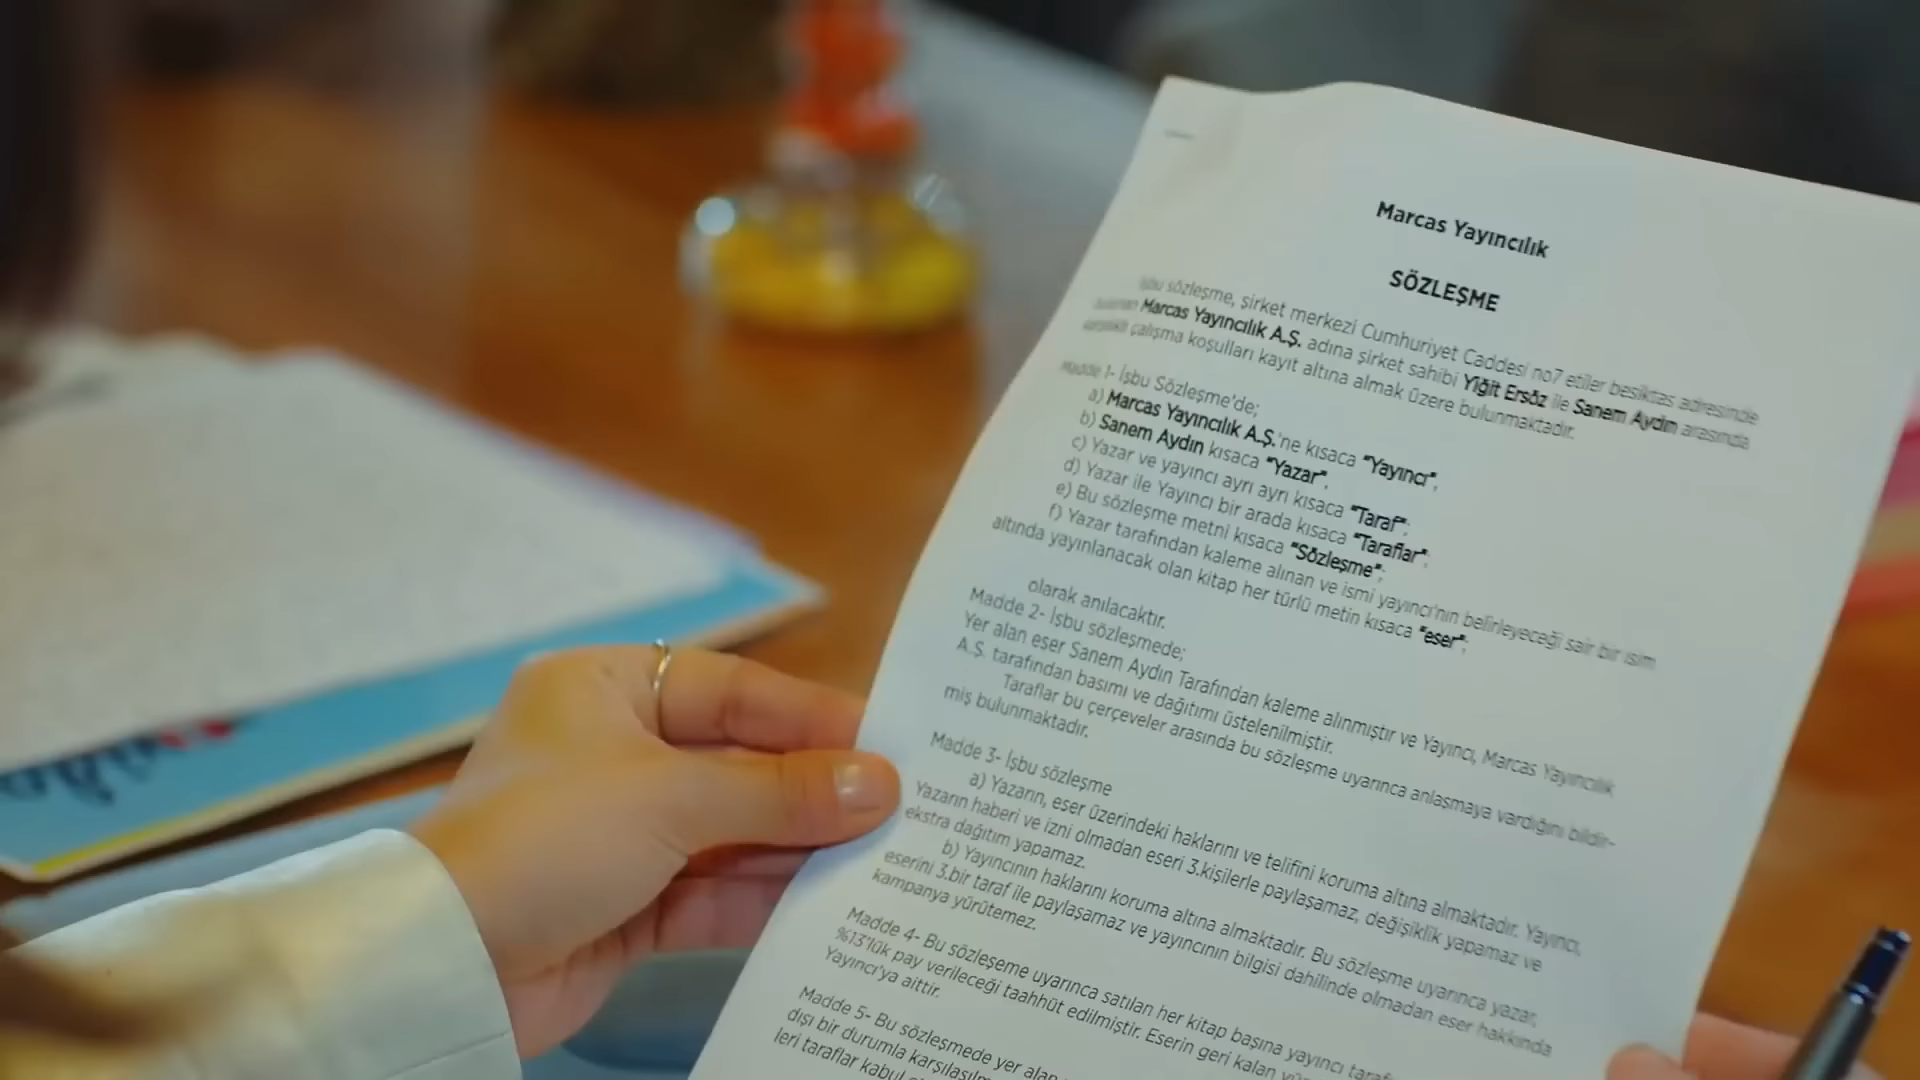 Marcas Yayıncılık
SÖZLEŞME
İşbu sözleşme, şirket merkezi Cumhuriyet Caddesi no7 etiler besiktas adresinde
bulunan Marcas Yayıncılık A.Ş. adına şirket sahibi Yiğit Ersöz ile Sanem Aydın arasında
çalışma koşulları kayıt altına almak üzere bulunmaktadır.
Madde 1- İşbu Sözleşme'de;
a) Marcas Yayıncılık A.Ş.'ne kısaca "Yayıncı",
b) Sanem Aydın kısaca "Yazar",
c) Yazar ve yayıncı ayrı ayrı kısaca "Taraf";
d) Yazar ile Yayıncı bir arada kısaca "Taraflar";
e) Bu sözleşme metni kısaca "Sözleşme";
f) Yazar tarafından kaleme alınan ve ismi yayıncı'nın belirleyeceği sair bir isim
altında yayınlanacak olan kitap her türlü metin kısaca "eser";
olarak anılacaktır.
Madde 2- İşbu sözleşmede;
Yer alan eser Sanem Aydın Tarafından kaleme alınmıştır ve Yayıncı, Marcas Yayıncılık
A.Ş. tarafından basımı ve dağıtımı üstelenilmiştir.
Taraflar bu çerçeveler arasında bu sözleşme uyarınca anlaşmaya vardığını bildir-
miş bulunmaktadır.
Madde 3- İşbu sözleşme
a) Yazarın, eser üzerindeki haklarını ve telifini koruma altına almaktadır. Yayıncı,
Yazarın haberi ve izni olmadan eseri 3.kişilerle paylaşamaz, değişiklik yapamaz ve
ekstra dağıtım yapamaz.
b) Yayıncının haklarını koruma altına almaktadır. Bu sözleşme uyarınca yazar,
eserini 3.bir taraf ile paylaşamaz ve yayıncının bilgisi dahilinde olmadan eser hakkında
kampanya yürütemez.
Madde 4- Bu sözleşeme uyarınca satılan her kitap başına yayıncı
%13'lük pay verileceği taahhüt edilmiştir. Eserin geri kalan
Yayıncı'ya aittir.
Madde 5- Bu sözleşmede yer alan
dışı bir durumla
leri taraflar kabul